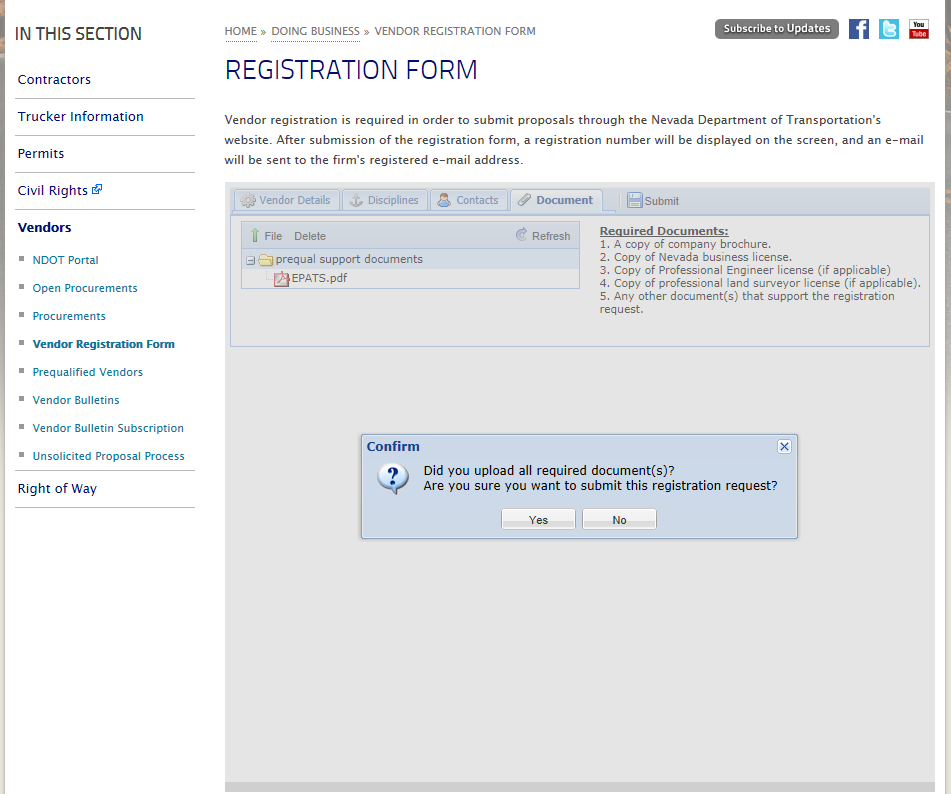 IN THIS SECTION
Contractors
Trucker Information
Permits
Civil Rights
Vendors
NDOT Portal
Open Procurements
Procurements
Vendor Registration Form
Prequalified Vendors
Vendor Bulletins
Vendor Bulletin Subscription
Unsolicited Proposal Process
Right of Way
HOME » DOING BUSINESS » VENDOR REGISTRATION FORM
Subscribe to Updates
You
Tube
REGISTRATION FORM
Vendor registration is required in order to submit proposals through the Nevada Department of Transportation's
website. After submission of the registration form, a registration number will be displayed on the screen, and an e-mail
will be sent to the firm's registered e-mail address.
Vendor Details Disciplines Contacts Document Submit
File Delete Refresh
prequal support documents
EPATS.pdf
Required Documents:
1. A copy of company brochure.
2. Copy of Nevada business license.
3. Copy of Professional Engineer license (if applicable)
4. Copy of professional land surveyor license (if applicable).
5. Any other document(s) that support the registration
request.
Confirm
Did you upload all required document(s)?
Are you sure you want to submit this registration request?
Yes No